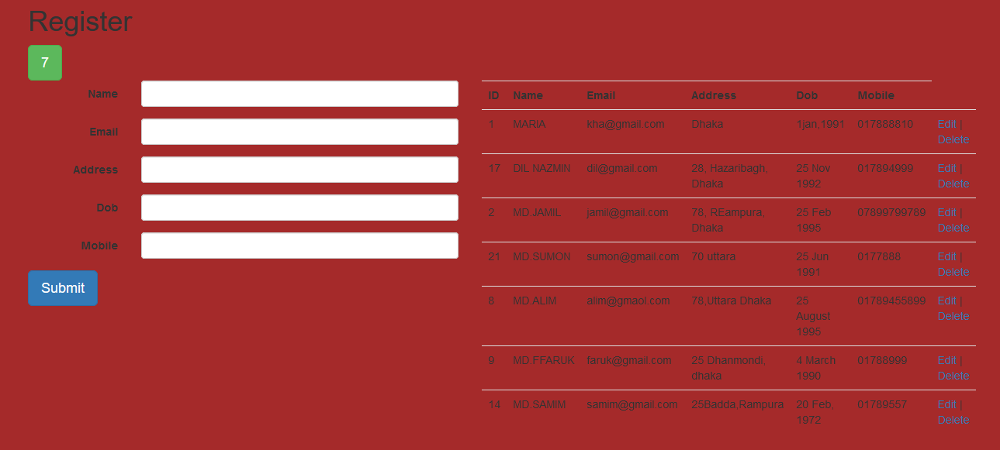 Register
7
Name
Email
Address
Dob
Mobile
Submit
ID Name Email Address Dob Mobile
1 MARIA kha@gmail.com Dhaka 1jan,1991 017888810 Edit |
Delete
17 DIL NAZMIN dil@gmail.com 28, Hazaribagh, 25 Nov 017894999 Edit |
Dhaka 1992 Delete
2 MD.JAMIL jamil@gmail.com 78, REampura, 25 Feb 07899799789 Edit |
Dhaka 1995 Delete
21 MD.SUMON sumon@gmail.com 70 uttara 25 Jun 0177888 Edit |
1991 Delete
8 MD.ALIM alim@gmaol.com 78,Uttara Dhaka 25 01789455899 Edit |
August Delete
1995
9 MD.FFARUK faruk@gmail.com 25 Dhanmondi, 4 March 01788999 Edit |
dhaka 1990 Delete
14 MD.SAMIM samim@gmail.com 25Badda,Rampura 20 Feb, 01789557 Edit |
1972 Delete